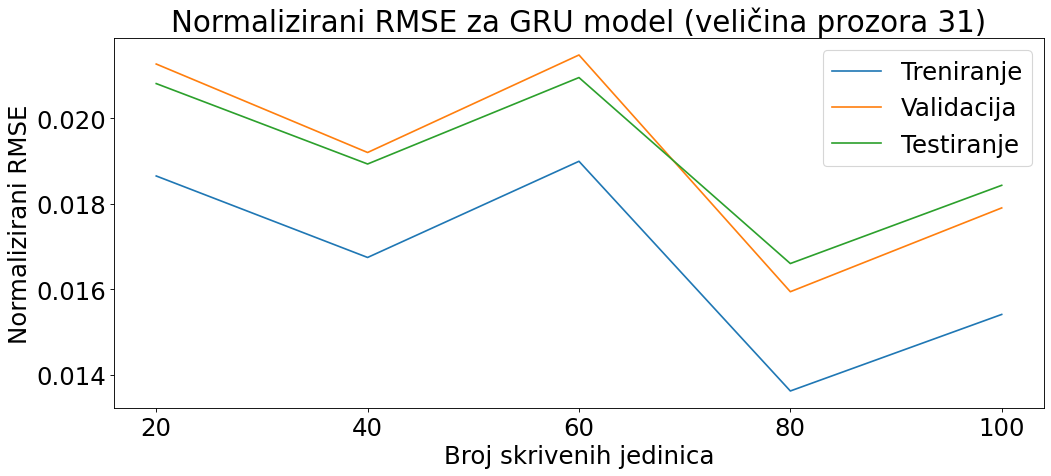 Normalizirani RMSE za GRU model (veličina prozora 31)
Treniranje
Validacija
Testiranje
Normalizirani RMSE
0.020
0.018
0.016
0.014
20 40 60 80 100
Broj skrivenih jedinica